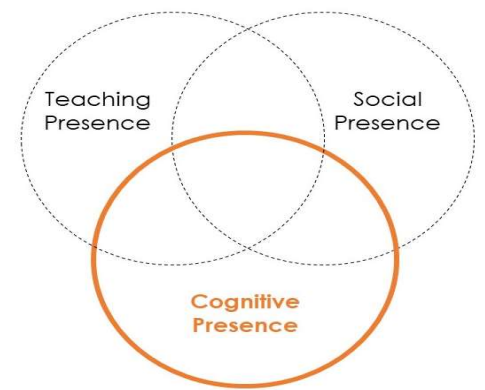 Teaching
Presence
Social
Presence
Cognitive
Presence